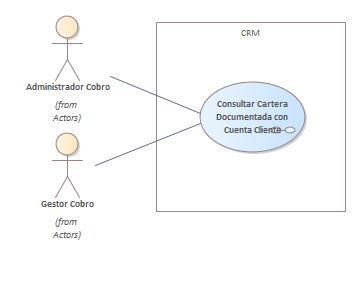 CRM
Administrador Cobro
(from
Actors)
Consultar Cartera
Documentada con
Cuenta Cliente
Gestor Cobro
(from
Actors)